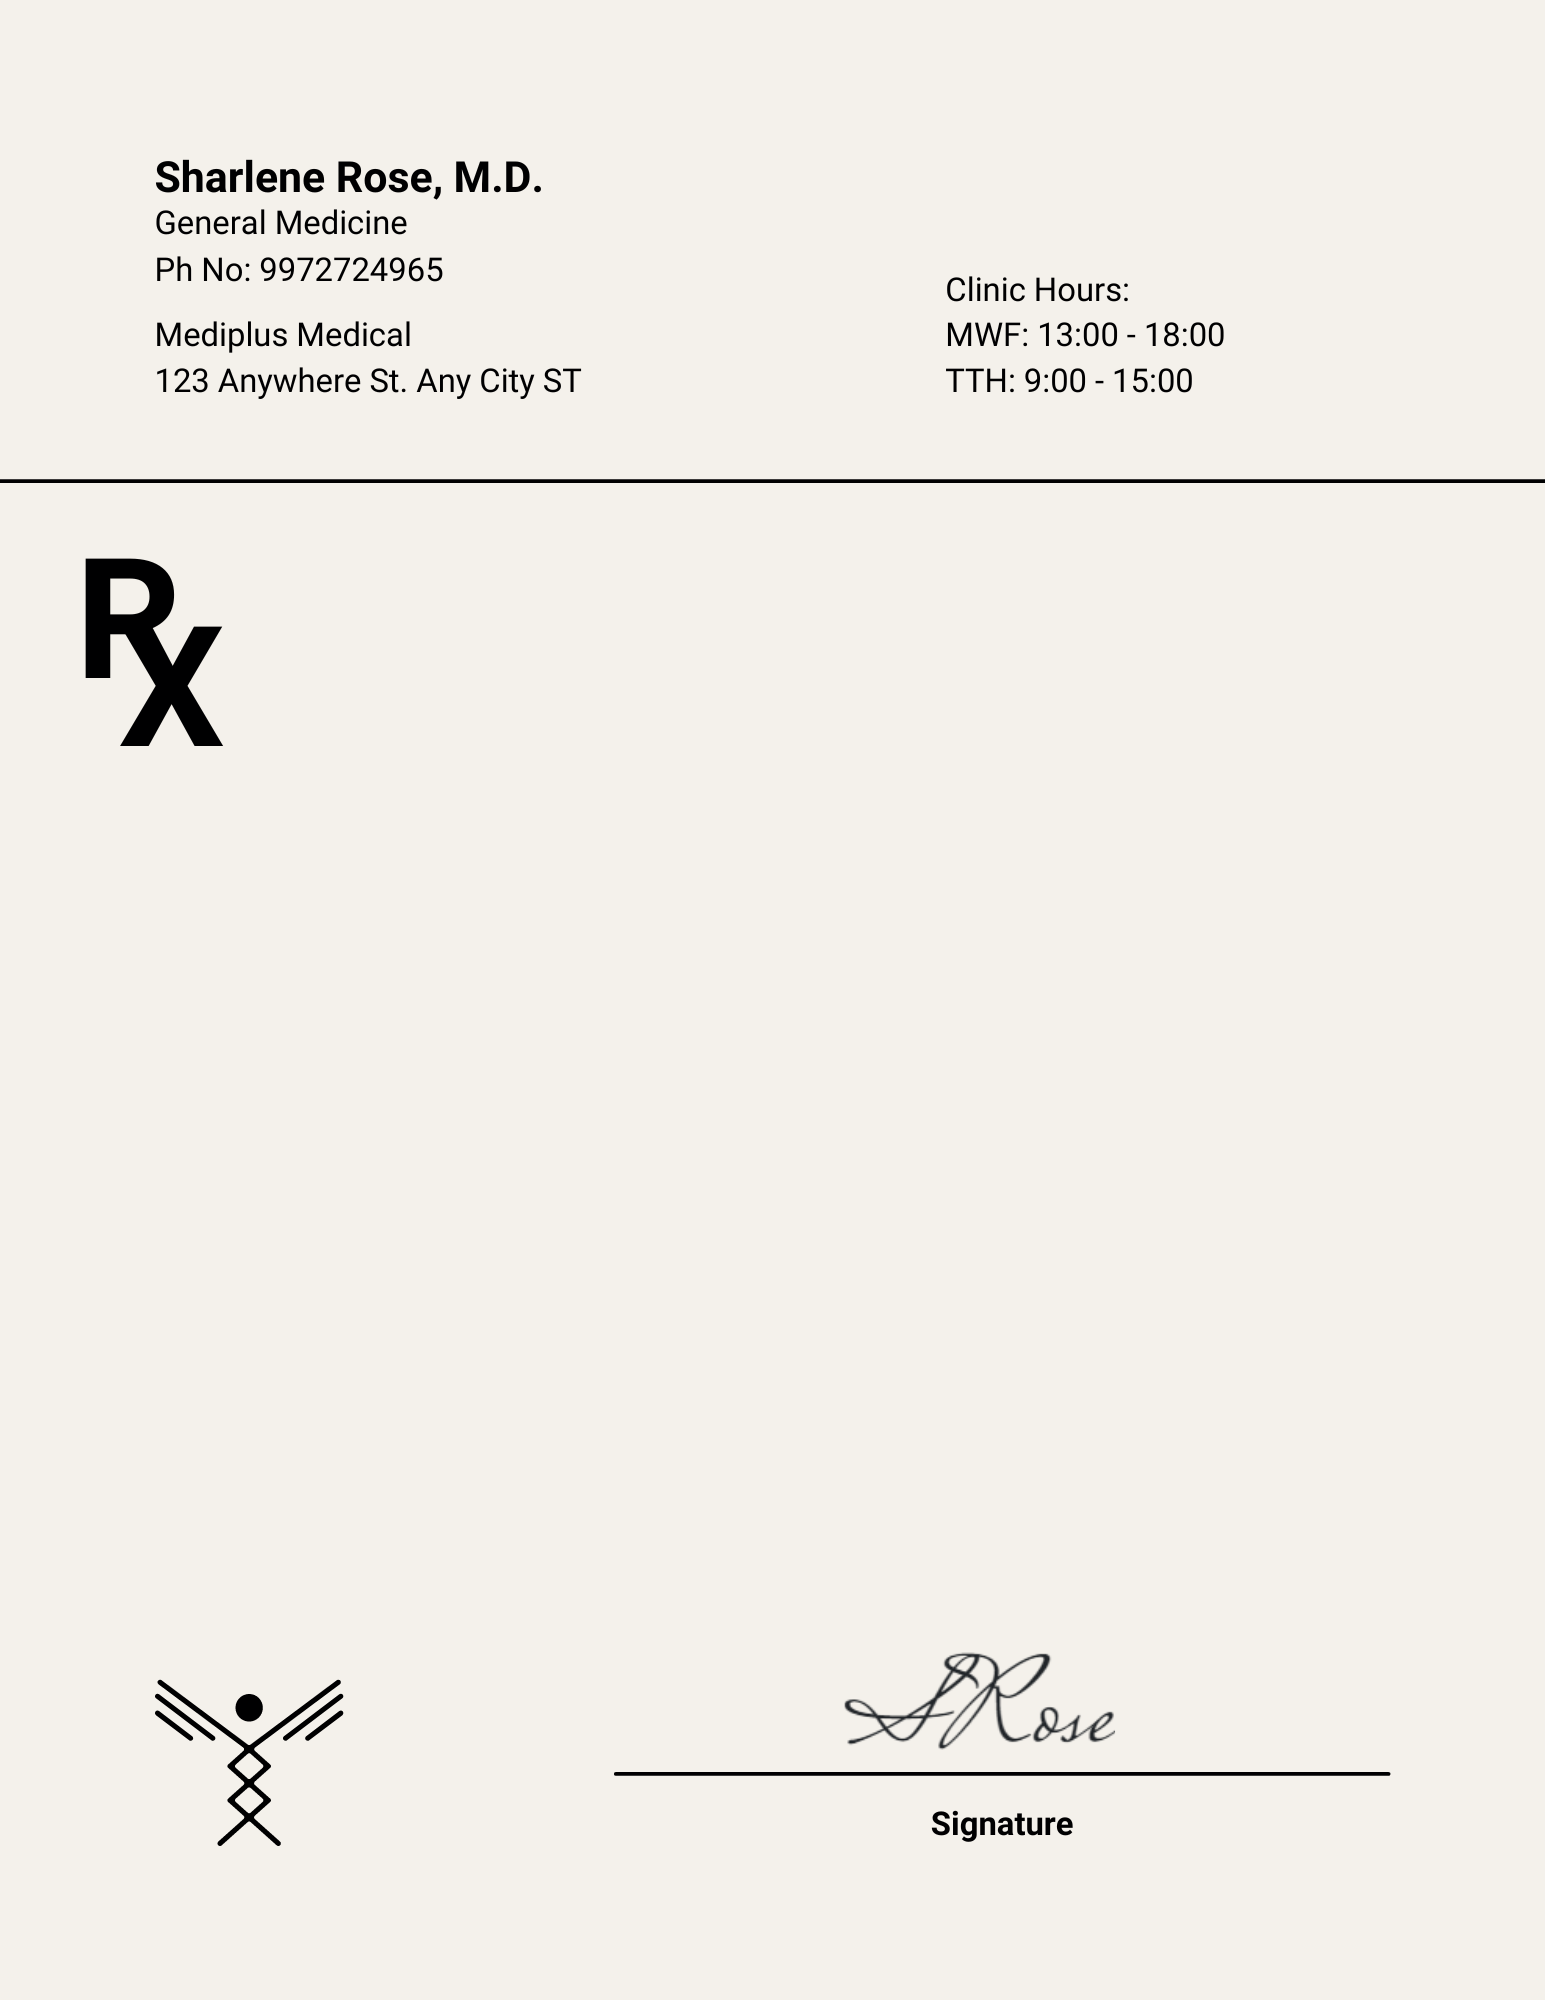 Sharlene Rose, M.D.
General Medicine
Ph No: 9972724965
Mediplus Medical
123 Anywhere St. Any City ST
Clinic Hours:
MWF: 13:00 - 18:00
TTH: 9:00 - 15:00
Rx
SRose
Signature